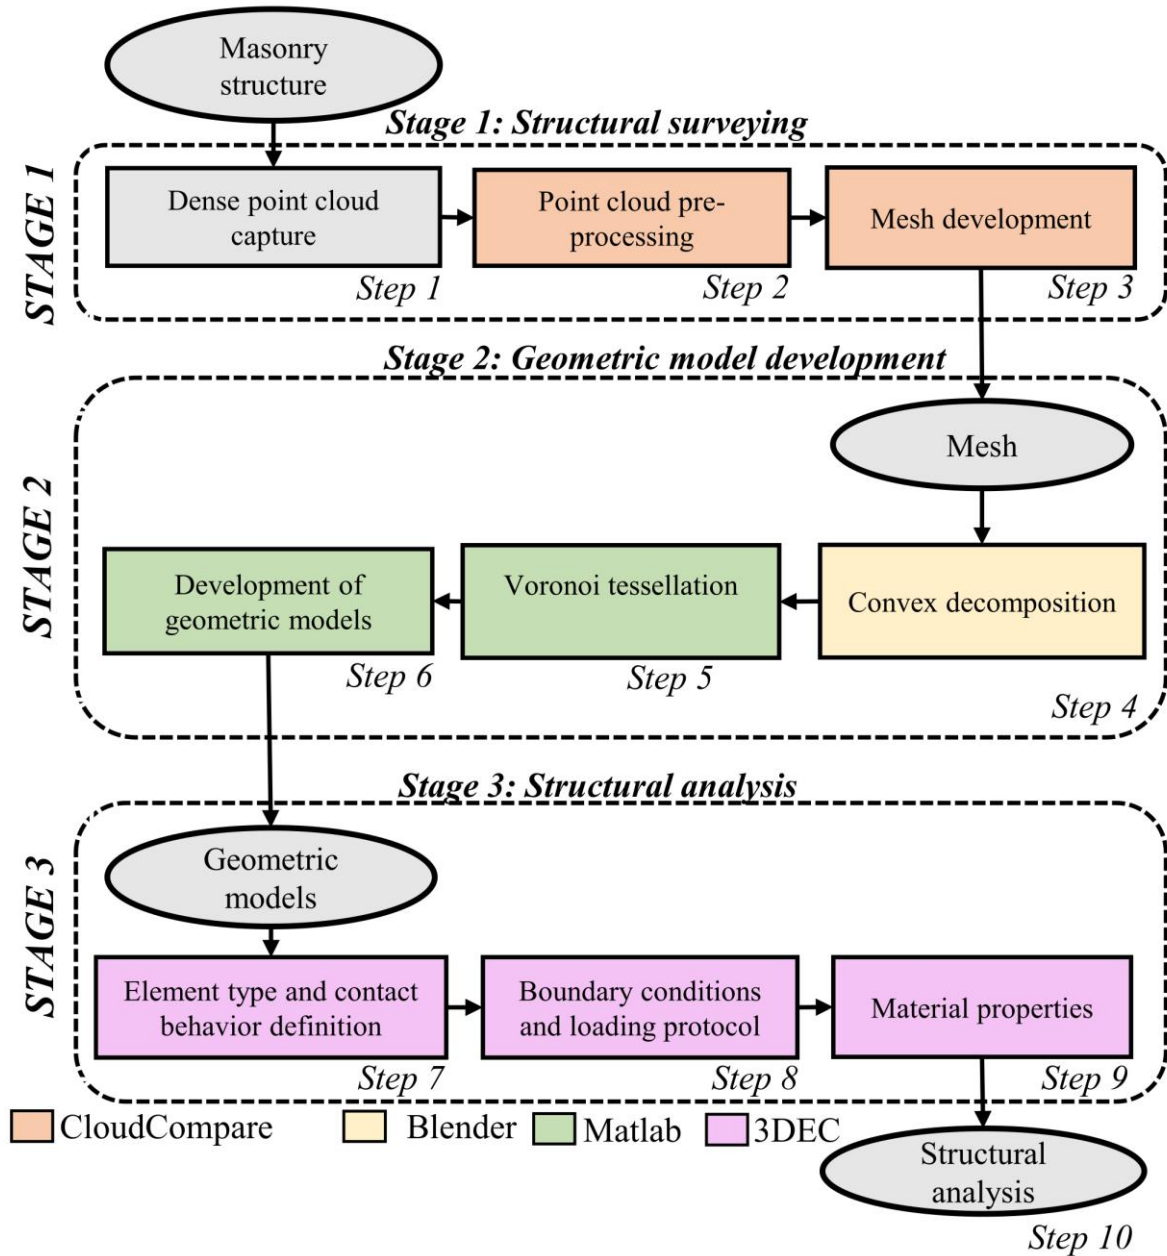 Masonry
structure
Stage 1: Structural surveying
STAGE 1
Dense point cloud
capture
Step 1
Point cloud pre-
processing
Step 2
Mesh development
Step 3
Stage 2: Geometric model development
STAGE 2
Mesh
Convex decomposition
Step 4
Voronoi tessellation
Step 5
Development of
geometric models
Step 6
Stage 3: Structural analysis
STAGE 3
Geometric
models
Element type and contact
behavior definition
Step 7
Boundary conditions
and loading protocol
Step 8
Material properties
Step 9
CloudCompare
Blender
Matlab
3DEC
Structural
analysis
Step 10